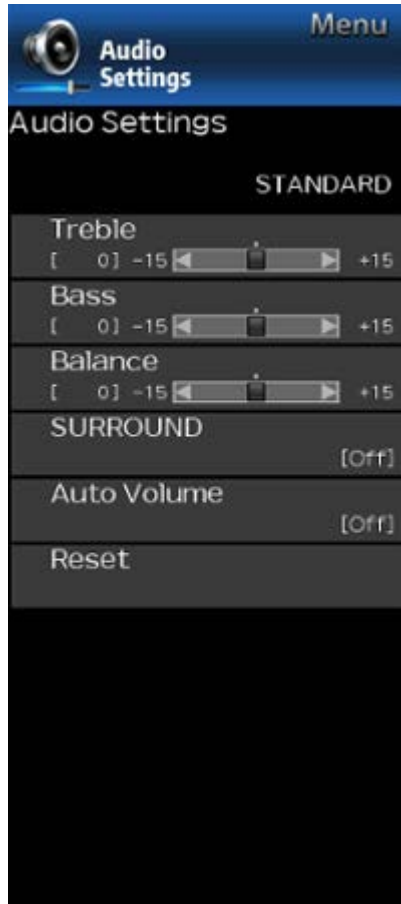 Menu
Audio
Settings
Audio Settings
STANDARD
Treble
[ 0] -15 +15
Bass
[ 0] -15 +15
Balance
[ 0] -15 +15
SURROUND
[Off]
Auto Volume
[Off]
Reset